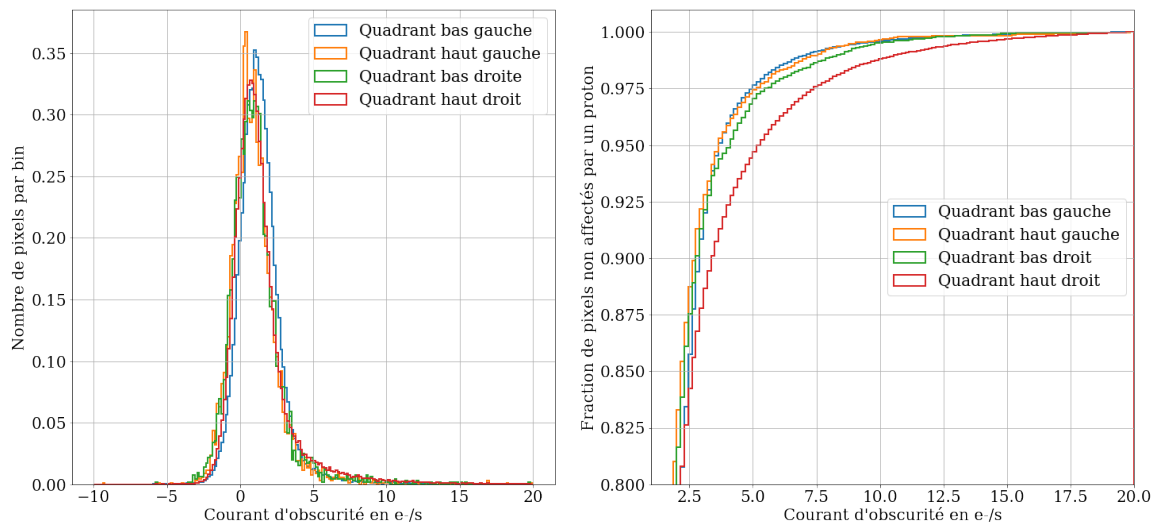 0.35
0.30
0.25
0.20
0.15
0.10
0.05
0.00
Nombre de pixels par bin
−10
−5
0
5
10
15
20
Courant d'obscurité en e-/s
Quadrant bas gauche
Quadrant haut gauche
Quadrant bas droite
Quadrant haut droit
1.000
0.975
0.950
0.925
0.900
0.875
0.850
0.825
0.800
Fraction de pixels non affectés par un proton
2.5
5.0
7.5
10.0
12.5
15.0
17.5
20.0
Courant d'obscurité en e-/s
Quadrant bas gauche
Quadrant haut gauche
Quadrant bas droit
Quadrant haut droit